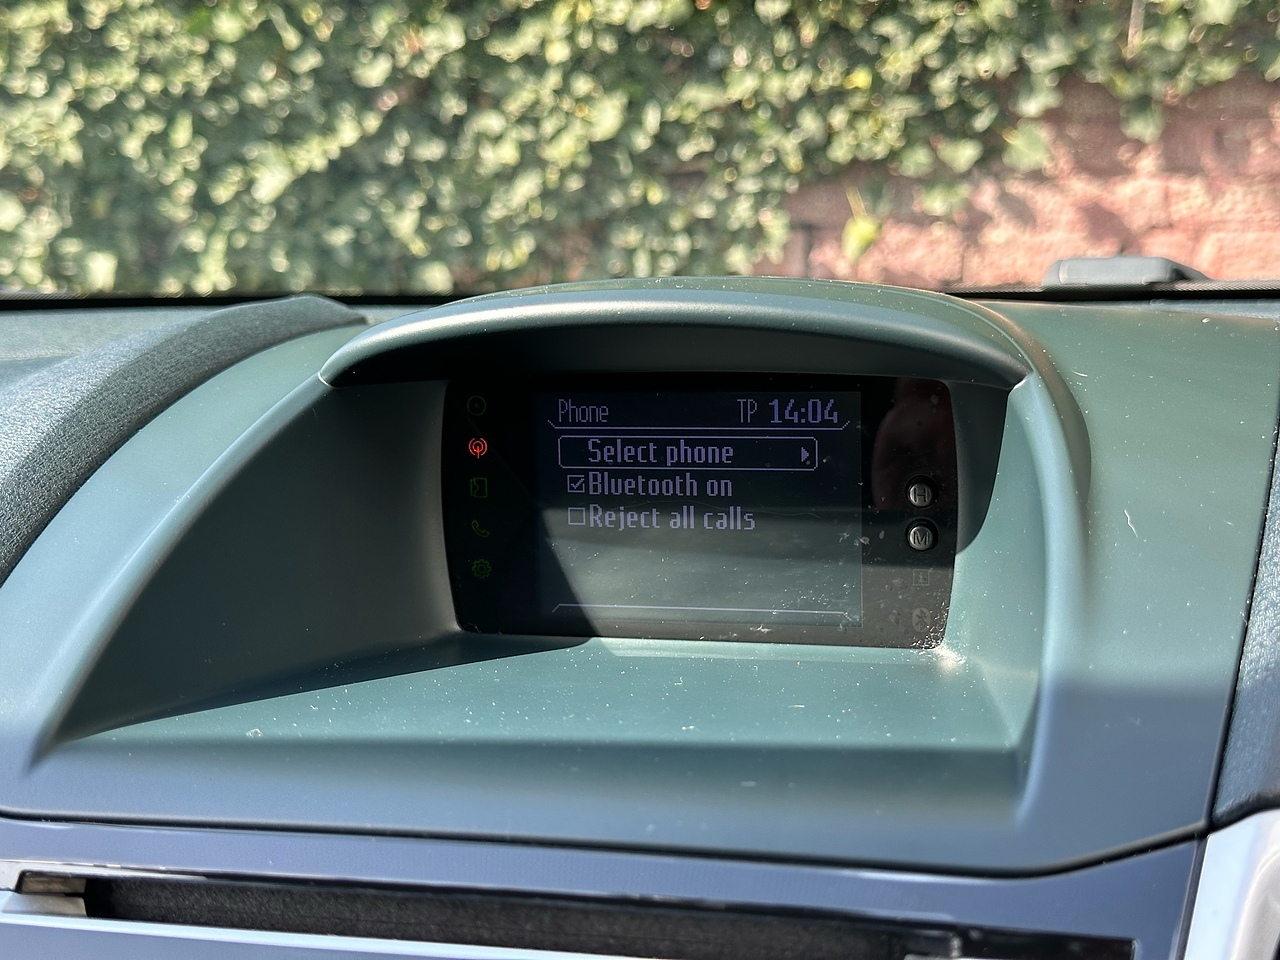 Phone TP 14:04
Select phone
Bluetooth on
Reject all calls
H
M
i